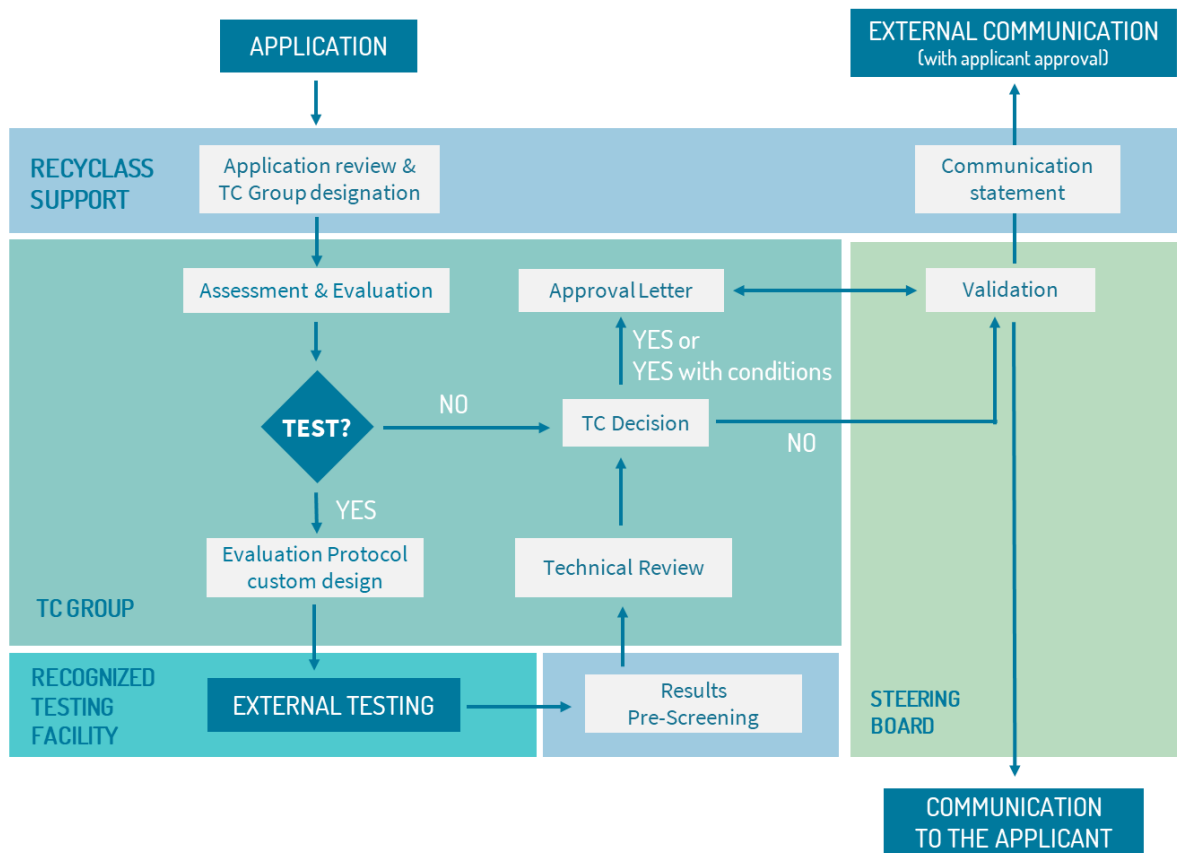 APPLICATION
EXTERNAL COMMUNICATION
(with applicant approval)
RECYCLASS
SUPPORT
Application review &
TC Group designation
Communication
statement
Assessment & Evaluation
Approval Letter
Validation
YES or
YES with conditions
TEST?
NO
TC Decision
NO
YES
Evaluation Protocol
custom design
Technical Review
TC GROUP
RECOGNIZED
TESTING
FACILITY
EXTERNAL TESTING
Results
Pre-Screening
STEERING
BOARD
COMMUNICATION
TO THE APPLICANT